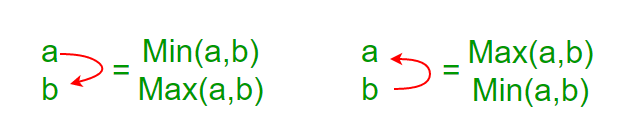 a = Min(a,b)
b Max(a,b)
a = Max(a,b)
b Min(a,b)